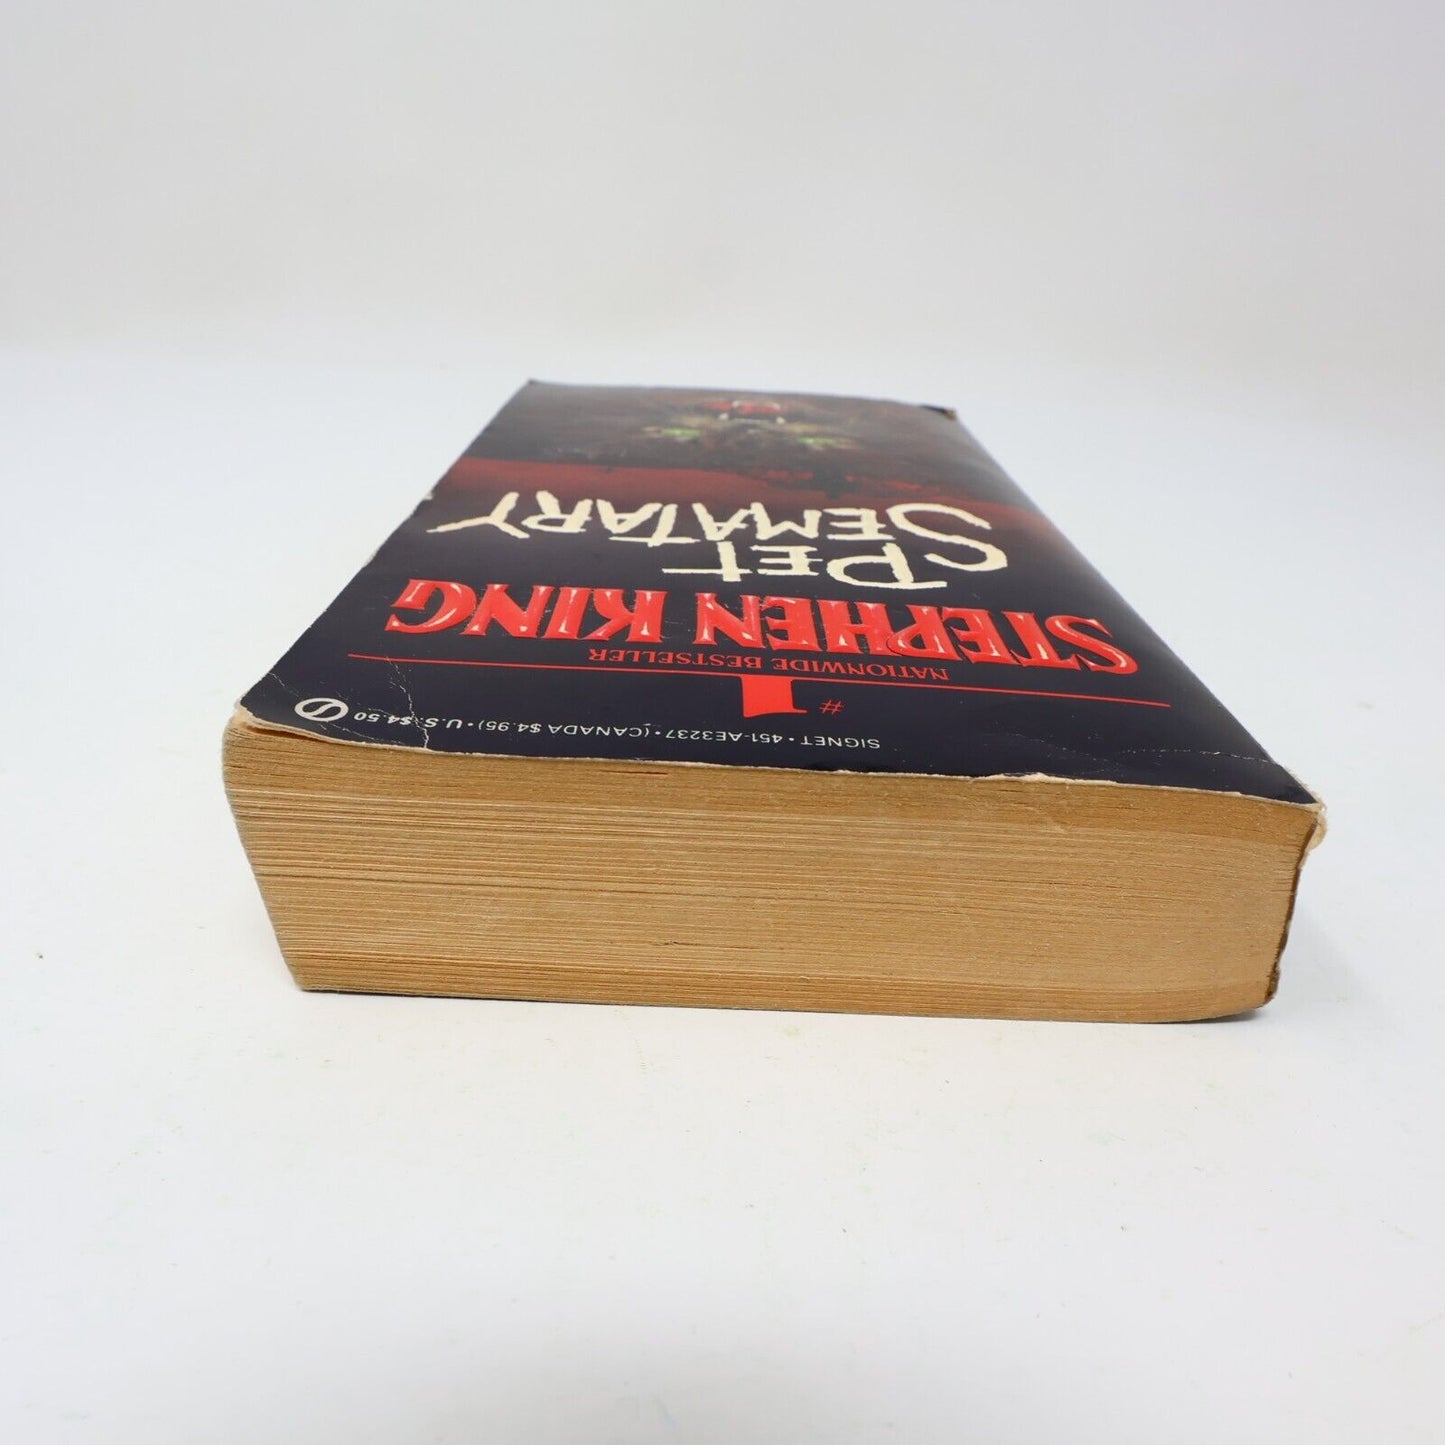 SIGNET • 451-AE3237 • (CANADA $4.95) • U.S. $4.50
#1
NATIONWIDE BESTSELLER
STEPHEN KING
PET
SEMATARY